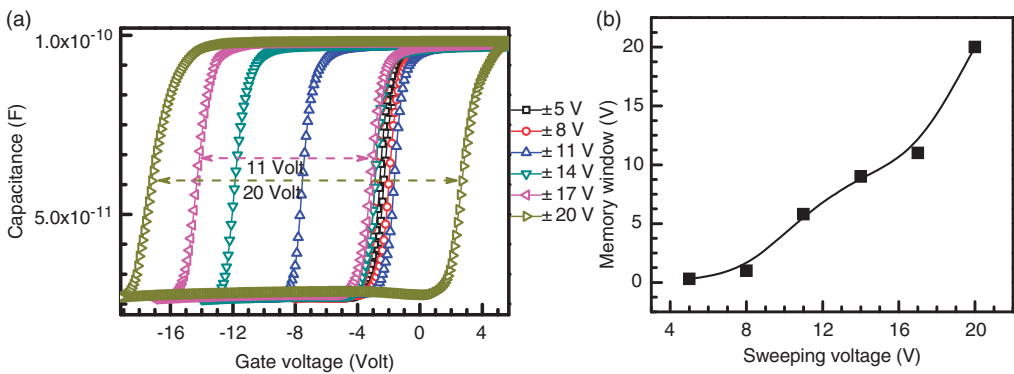 (a)
1.0x10⁻¹⁰
5.0x10⁻¹¹
Capacitance (F)
11 Volt
20 Volt
-16 -12 -8 -4 0 4
Gate voltage (Volt)
± 5 V
± 8 V
± 11 V
± 14 V
± 17 V
± 20 V
(b)
20
15
10
5
0
Memory window (V)
4 8 12 16 20
Sweeping voltage (V)